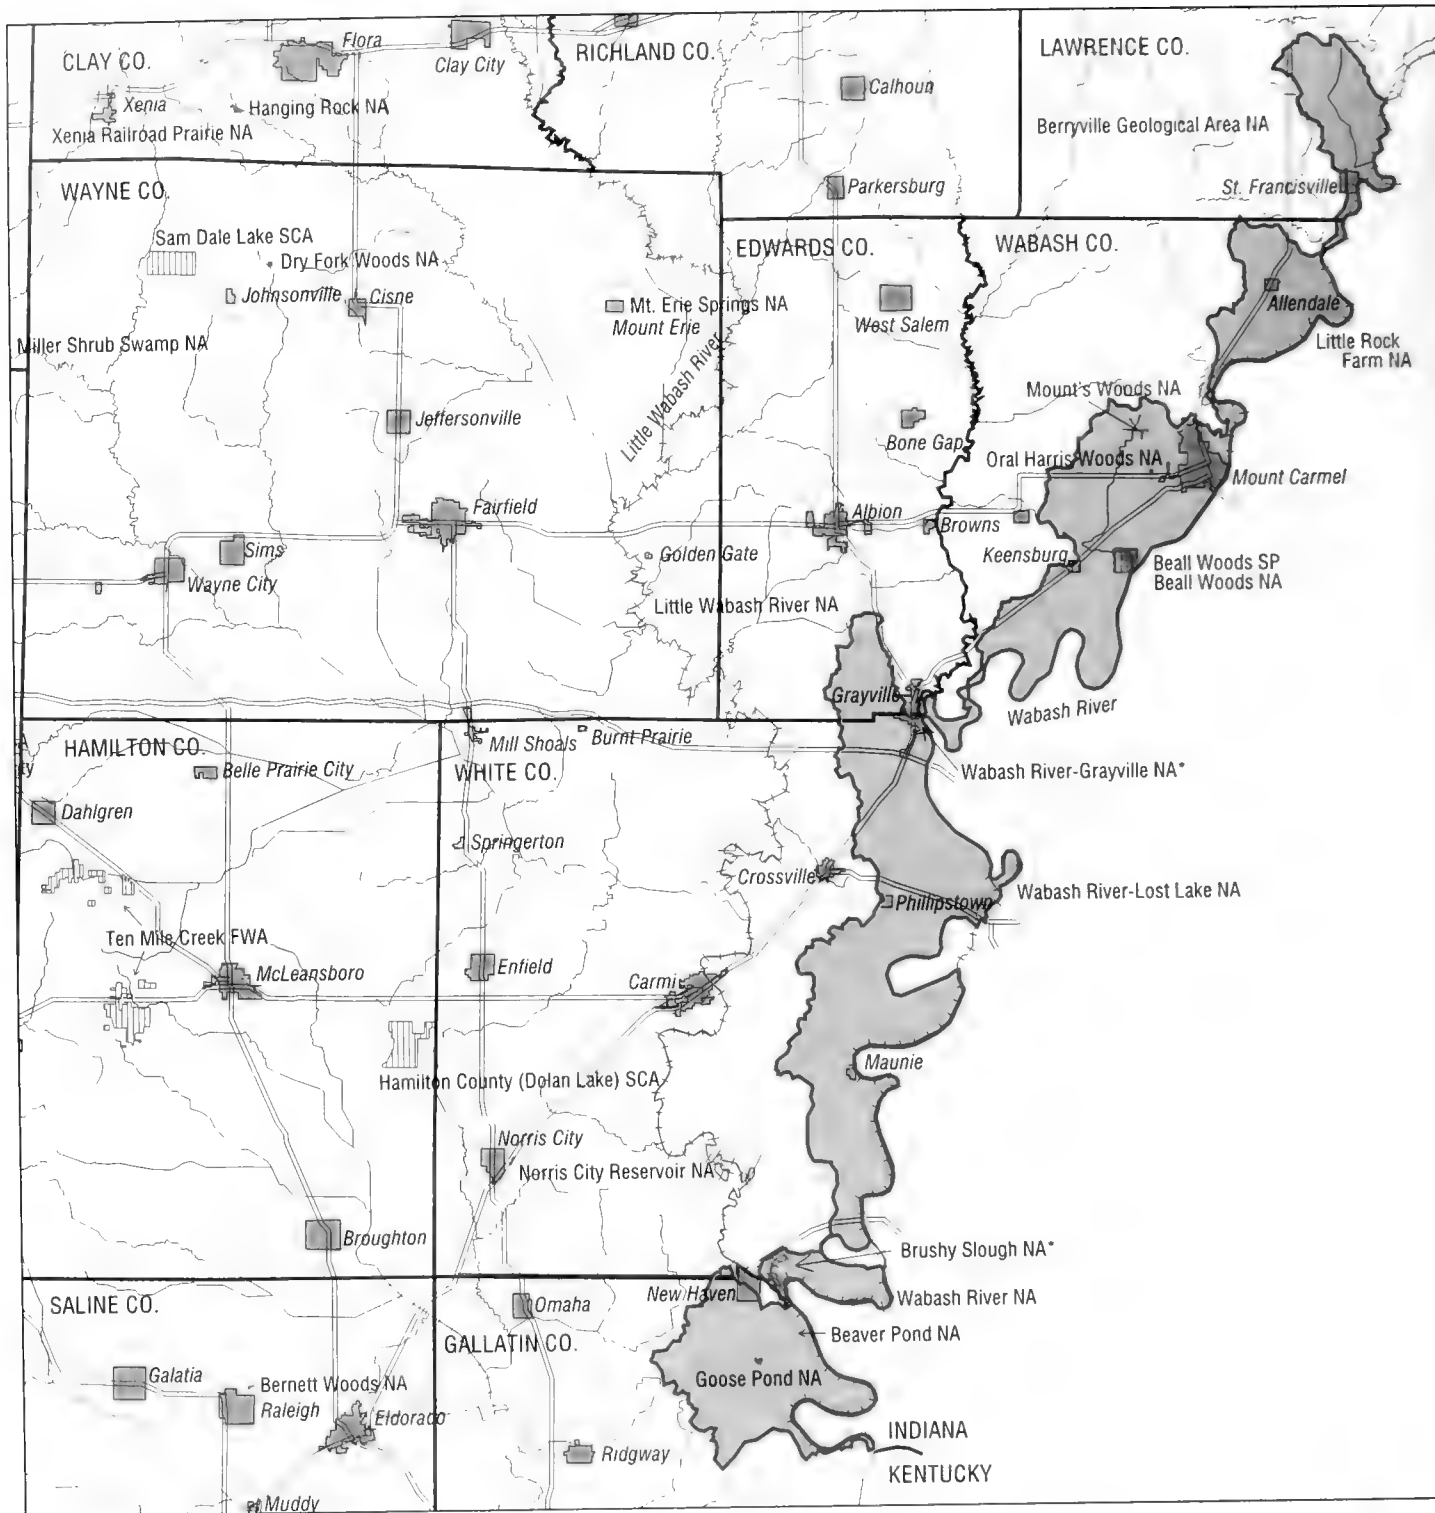 CLAY CO.
Flora
Clay City
RICHLAND CO.
LAWRENCE CO.
Calhoun
Xenia
Hanging Rock NA
Xenia Railroad Prairie NA
Berryville Geological Area NA
WAYNE CO.
Parkersburg
St. Francisville
Sam Dale Lake SCA
Dry Fork Woods NA
EDWARDS CO.
WABASH CO.
Johnsonville
Cisne
Mt. Erie Springs NA
Mount Erie
West Salem
Allendale
Little Rock
Farm NA
Miller Shrub Swamp NA
Little Wabash River
Mount's Woods NA
Jeffersonville
Bone Gap
Oral Harris Woods NA
Mount Carmel
Fairfield
Albion
Browns
Sims
Golden Gate
Keensburg
Beall Woods SP
Beall Woods NA
Wayne City
Little Wabash River NA
Grayville
Wabash River
HAMILTON CO.
Mill Shoals
Burnt Prairie
ty
Belle Prairie City
WHITE CO.
Wabash River-Grayville NA*
Dahlgren
Springerton
Crossville
Phillipstown
Wabash River-Lost Lake NA
Ten Mile Creek FWA
McLeansboro
Enfield
Carmi
Maunie
Hamilton County (Dolan Lake) SCA
Norris City
Norris City Reservoir NA
Broughton
Brushy Slough NA*
New Haven
Wabash River NA
SALINE CO.
Omaha
GALLATIN CO.
Beaver Pond NA
Galatia
Bernett Woods NA
Raleigh
Eldorado
Goose Pond NA
INDIANA
KENTUCKY
Ridgway
Muddy